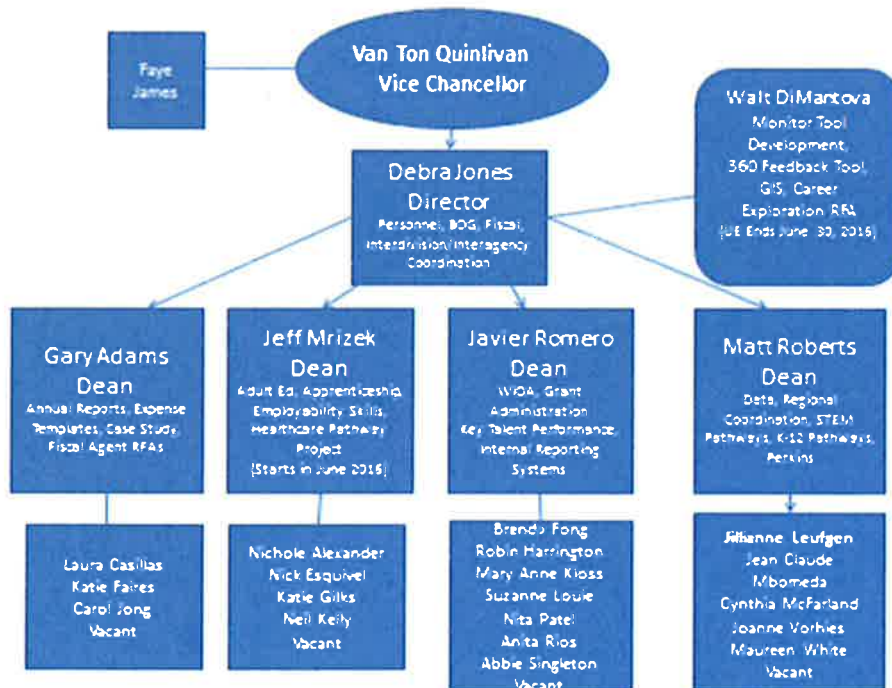 Faye
James
Van Ton Quinlivan
Vice Chancellor
Walt DiMantova
Monitor Tool
Development,
360 Feedback Tool,
GIS, Career
Exploration RFA
(UE Ends June 30, 2016)
Debra Jones
Director
Personnel, BOG, Fiscal,
Interdivision/Interagency
Coordination
Gary Adams
Dean
Annual Reports, Expense
Templates, Case Study,
Fiscal Agent RFAs
Jeff Mrizek
Dean
Adult Ed, Apprenticeship,
Employability Skills,
Healthcare Pathway
Project
(Starts in June 2016)
Javier Romero
Dean
WIOA, Grant
Administration
Key Talent Performance,
Internal Reporting
Systems
Matt Roberts
Dean
Data, Regional
Coordination, STEM
Pathways, K-12 Pathways,
Perkins
Laura Casillas
Katie Faires
Carol Jong
Vacant
Nichole Alexander
Nick Esquivel
Katie Gilks
Neil Kelly
Vacant
Brenda Fong
Robin Harrington
Mary Anne Kloss
Suzanne Louie
Nita Patel
Anita Rios
Abbie Singleton
Vacant
Jillianne Leufgen
Jean Claude
Mbomeda
Cynthia McFarland
Joanne Vorhies
Maureen White
Vacant